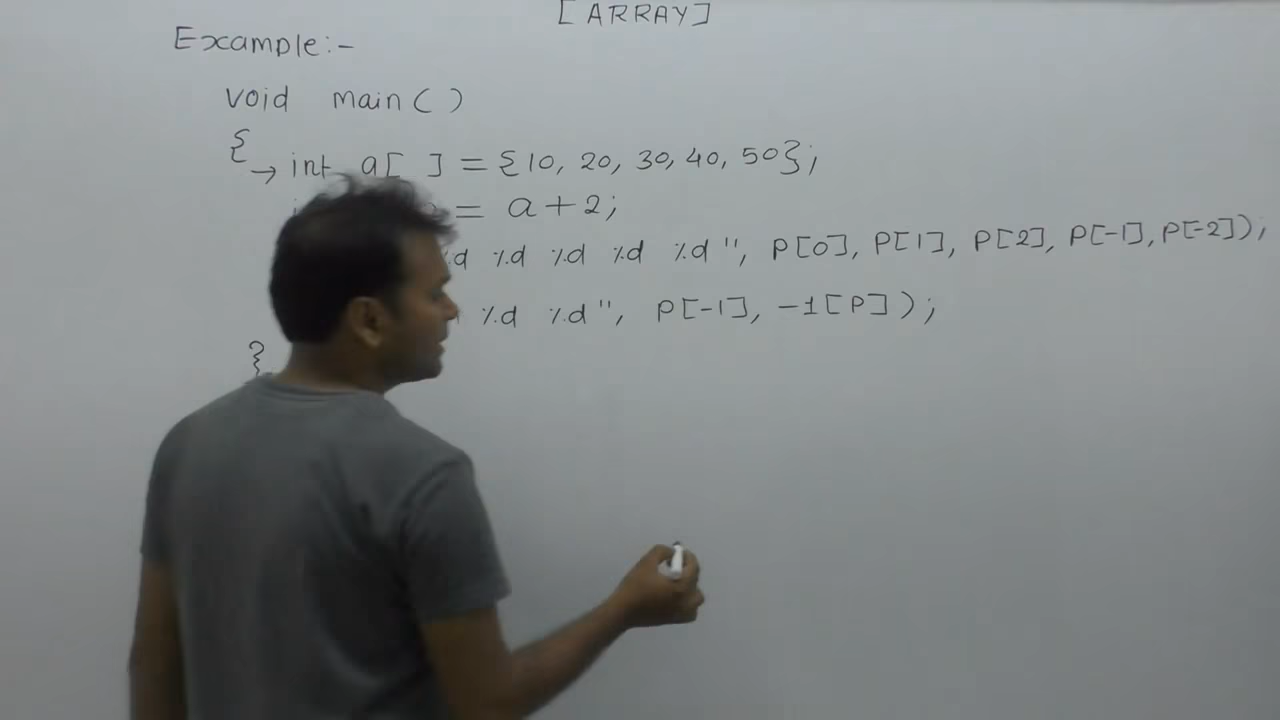 [ARRAY]
Example:-
void main( )
{
→ int a[ ] = {10, 20, 30, 40, 50};
= a+2;
%d %d %d %d", P[0], P[1], P[2], P[-1], P[-2]);
%d %d", P[-1], -1[P]);
}